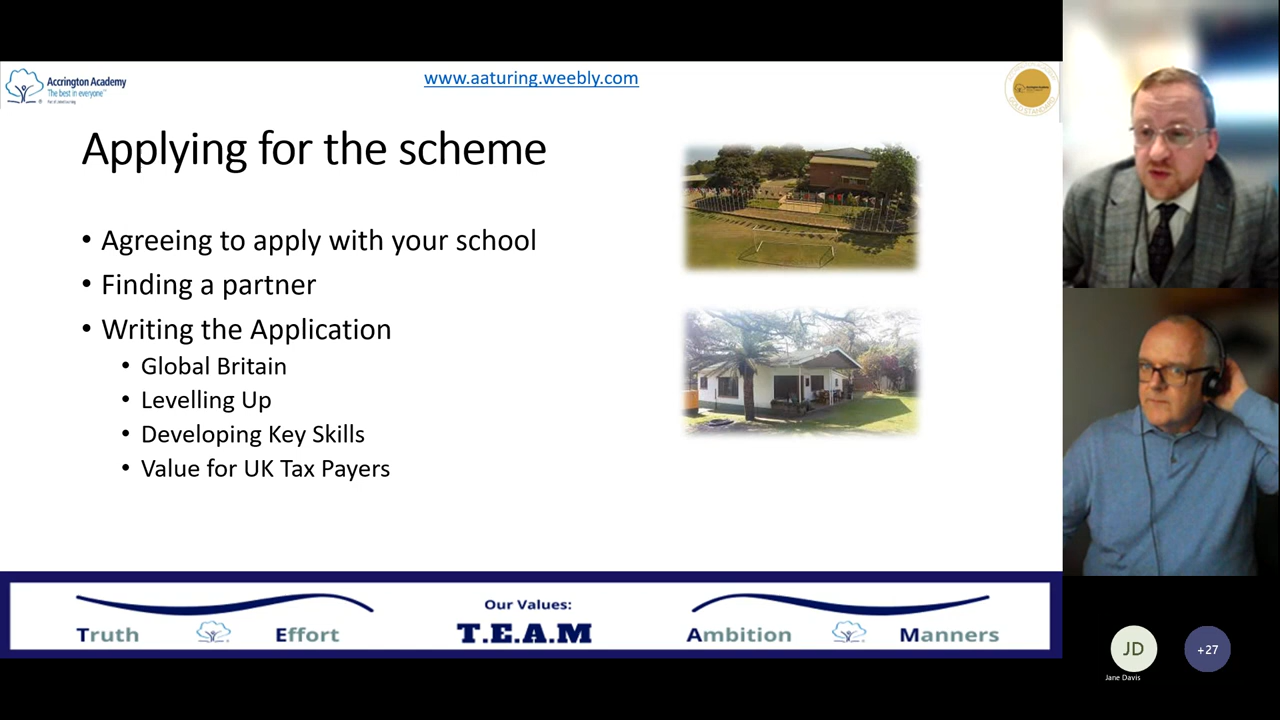 Accrington Academy
The best in everyone™
www.aaturing.weebly.com
Applying for the scheme
• Agreeing to apply with your school
• Finding a partner
• Writing the Application
• Global Britain
• Levelling Up
• Developing Key Skills
• Value for UK Tax Payers
Our Values:
Truth Effort T.E.A.M Ambition Manners
JD
+27
Jane Davis